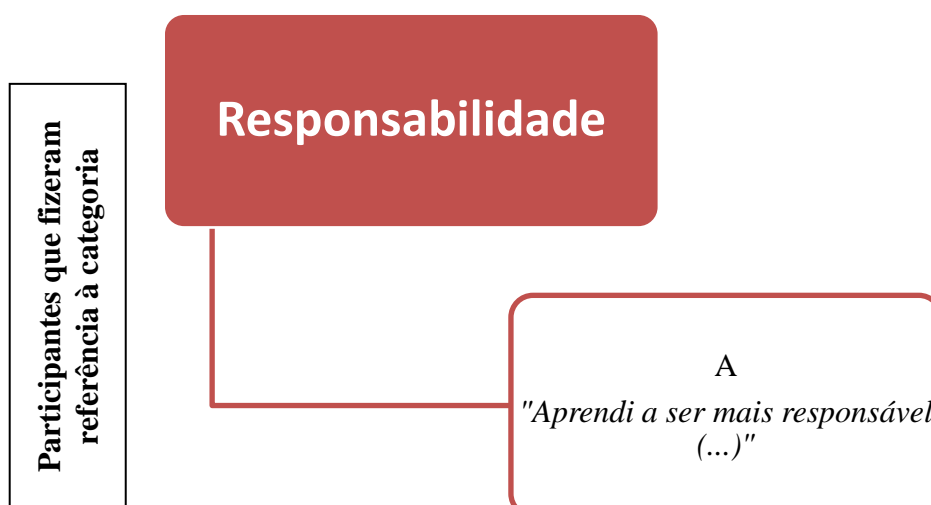 Responsabilidade
Participantes que fizeram
referência à categoria
A
"Aprendi a ser mais responsável
(...)"